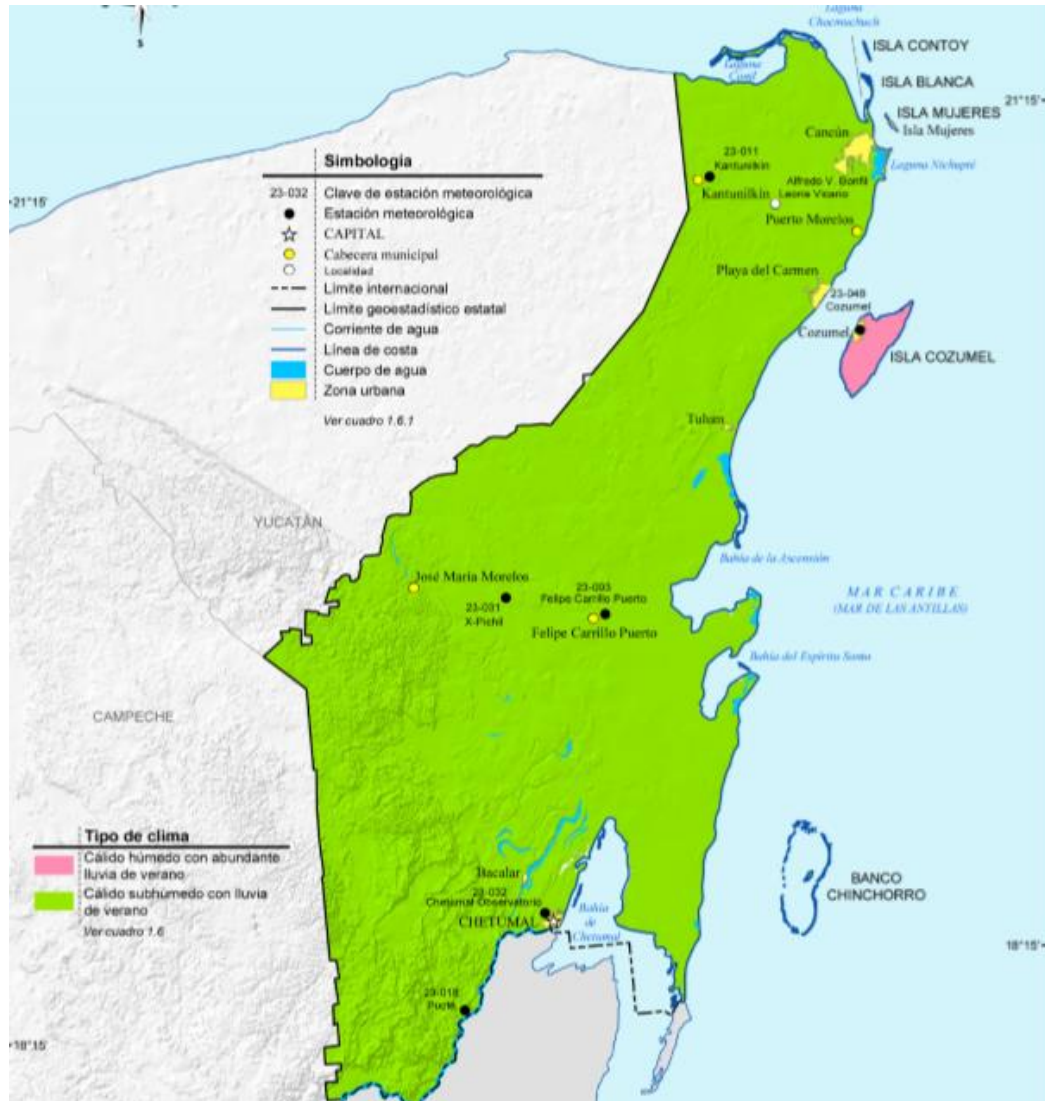 S
Laguna
Chacmuchuch
ISLA CONTOY
Laguna
Conil
ISLA BLANCA
21°15'
ISLA MUJERES
Isla Mujeres
Cancún
Laguna Nichupté
23-011
Kantunilkín
Alfredo V. Bonfil
Kantunilkín
Leona Vicario
Puerto Morelos
21°15'
Simbología
23-032 Clave de estación meteorológica
Estación meteorológica
CAPITAL
Cabecera municipal
Localidad
Límite internacional
Límite geoestadístico estatal
Corriente de agua
Línea de costa
Cuerpo de agua
Zona urbana
Ver cuadro 1.6.1
Playa del Carmen
23-048
Cozumel
Cozumel
ISLA COZUMEL
Tulum
YUCATÁN
Bahía de la Ascensión
José María Morelos
23-031
X-Pichil
23-003
Felipe Carrillo Puerto
Felipe Carrillo Puerto
MAR CARIBE
(MAR DE LAS ANTILLAS)
Bahía del Espíritu Santo
CAMPECHE
Tipo de clima
Cálido húmedo con abundante
lluvia de verano
Cálido subhúmedo con lluvia
de verano
Ver cuadro 1.6
Bacalar
23-032
Chetumal Observatorio
CHETUMAL
Bahía
de
Chetumal
BANCO
CHINCHORRO
18°15'
23-018
Pucté
18°15'